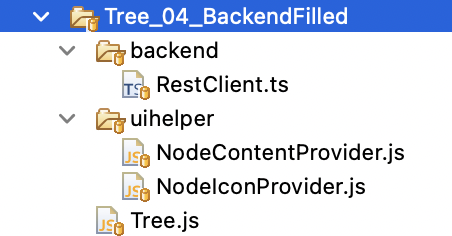 Tree_04_BackendFilled
backend
RestClient.ts
uihelper
NodeContentProvider.js
NodeIconProvider.js
Tree.js